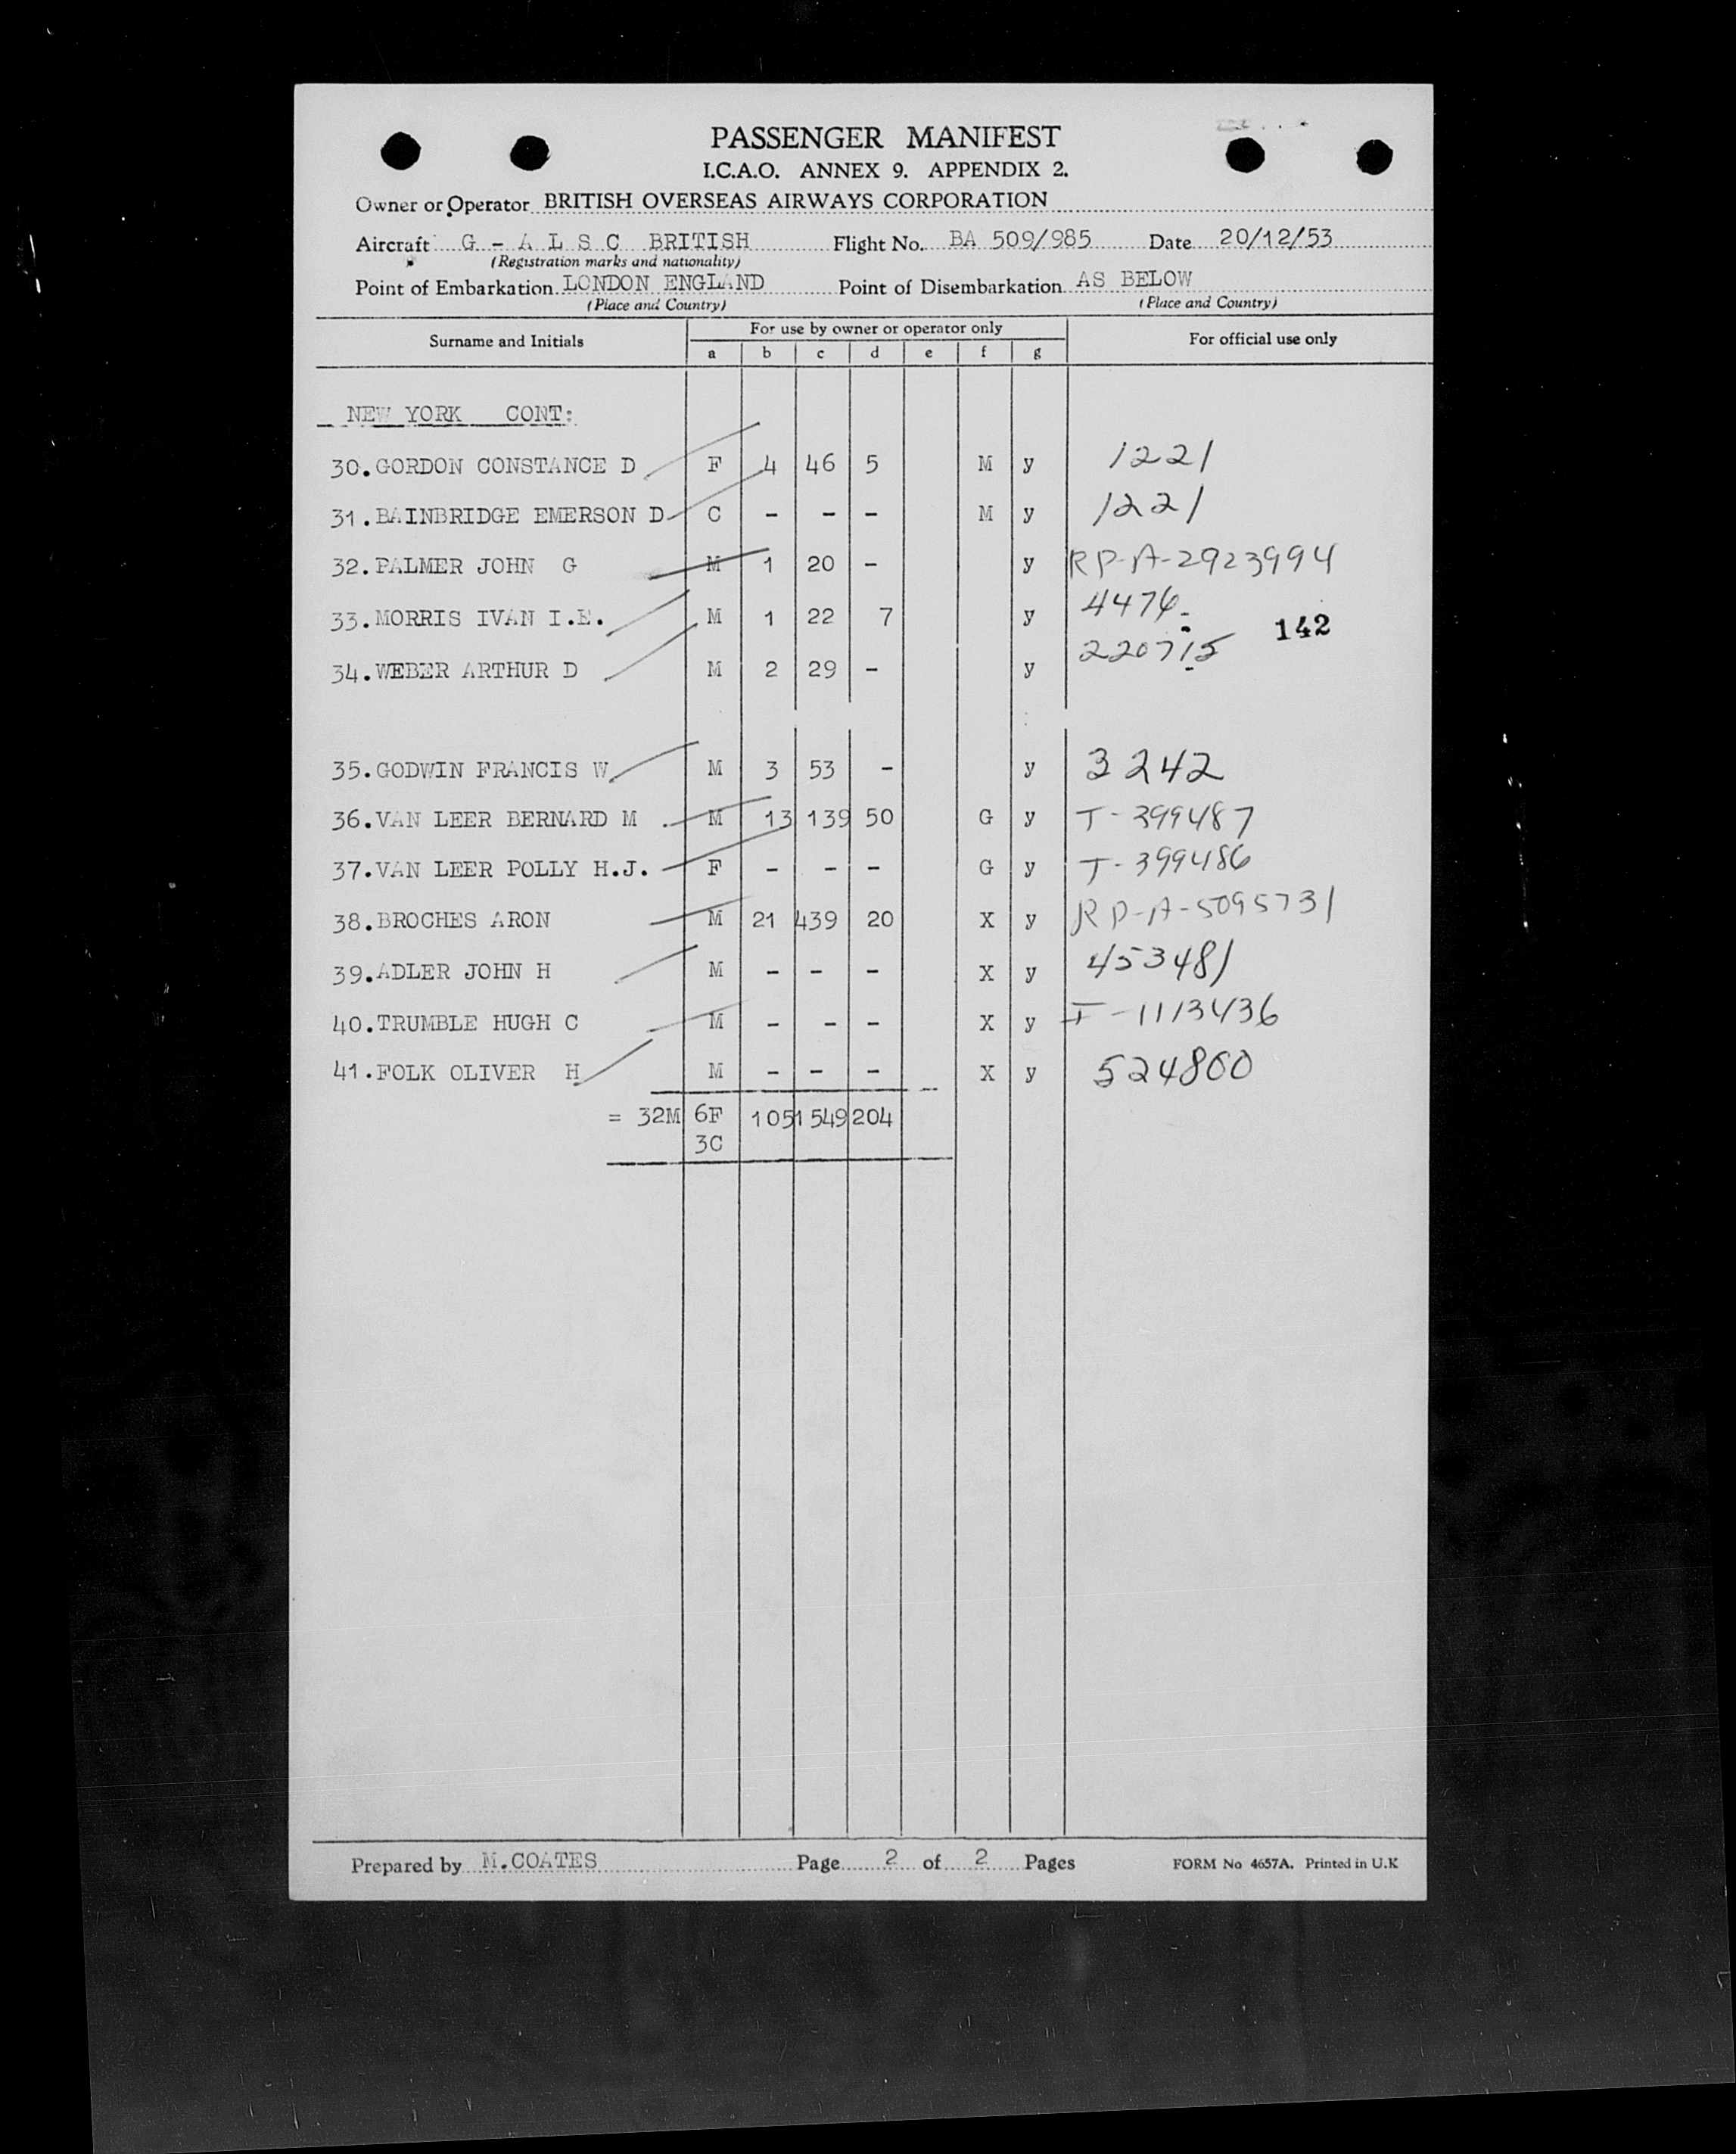 PASSENGER MANIFEST
I.C.A.O. ANNEX 9. APPENDIX 2.
Owner or Operator BRITISH OVERSEAS AIRWAYS CORPORATION
Aircraft G - A L S C BRITISH Flight No. BA 509/985 Date 20/12/53
(Registration marks and nationality)
Point of Embarkation LONDON ENGLAND Point of Disembarkation AS BELOW
(Place and Country) (Place and Country)
Surname and Initials For use by owner or operator only For official use only
a b c d e f g
NEW YORK CONT:
30. GORDON CONSTANCE D F 4 46 5 M y 1221
31. BAINBRIDGE EMERSON D C - - - M y 1221
32. PALMER JOHN G M 1 20 - y RP-A-2923994
33. MORRIS IVAN I.E. M 1 22 7 y 4476
142
34. WEBER ARTHUR D M 2 29 - y 220715
35. GODWIN FRANCIS W M 3 53 - y 3242
36. VAN LEER BERNARD M M 13 139 50 G y T-399487
37. VAN LEER POLLY H.J. F - - - G y T-399486
38. BROCHES ARON M 21 439 20 X y RP-A-5095731
39. ADLER JOHN H M - - - X y 453481
40. TRUMBLE HUGH C M - - - X y T-1113436
41. FOLK OLIVER H M - - - X y 524860
= 32M 6F 105 1549 204
3C
Prepared by M.COATES Page 2 of 2 Pages FORM No 4657A. Printed in U.K